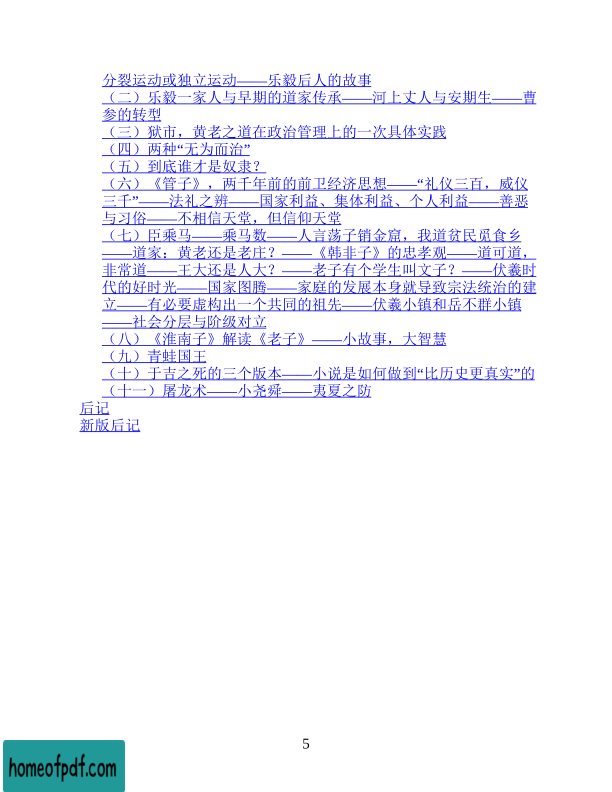 分裂运动或独立运动——乐毅后人的故事
（二）乐毅一家人与早期的道家传承——河上丈人与安期生——曹
参的转型
（三）狱市，黄老之道在政治管理上的一次具体实践
（四）两种“无为而治”
（五）到底谁才是奴隶？
（六）《管子》，两千年前的前卫经济思想——“礼仪三百，威仪
三千”——法礼之辨——国家利益、集体利益、个人利益——善恶
与习俗——不相信天堂，但信仰天堂
（七）臣乘马——乘马数——人言荡子销金窟，我道贫民觅食乡
——道家：黄老还是老庄？——《韩非子》的忠孝观——道可道，
非常道——王大还是人大？——老子有个学生叫文子？——伏羲时
代的好时光——国家图腾——家庭的发展本身就导致宗法统治的建
立——有必要虚构出一个共同的祖先——伏羲小镇和岳不群小镇
——社会分层与阶级对立
（八）《淮南子》解读《老子》——小故事，大智慧
（九）青蛙国王
（十）于吉之死的三个版本——小说是如何做到“比历史更真实”的
（十一）屠龙术——小尧舜——夷夏之防
后记
新版后记
5
homeofpdf.com